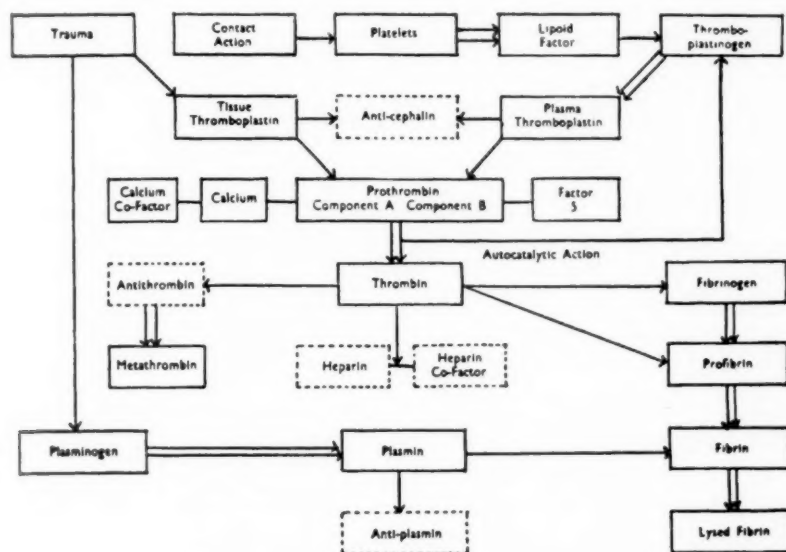 Trauma
Contact
Action
Platelets
Lipoid
Factor
Thrombo-
plastinogen
Tissue
Thromboplastin
Anti-cephalin
Plasma
Thromboplastin
Calcium
Co-Factor
Calcium
Prothrombin
Component A Component B
Factor
5
Autocatalytic Action
Antithrombin
Thrombin
Fibrinogen
Metathrombin
Heparin
Heparin
Co-Factor
Profibrin
Plasminogen
Plasmin
Fibrin
Anti-plasmin
Lysed Fibrin